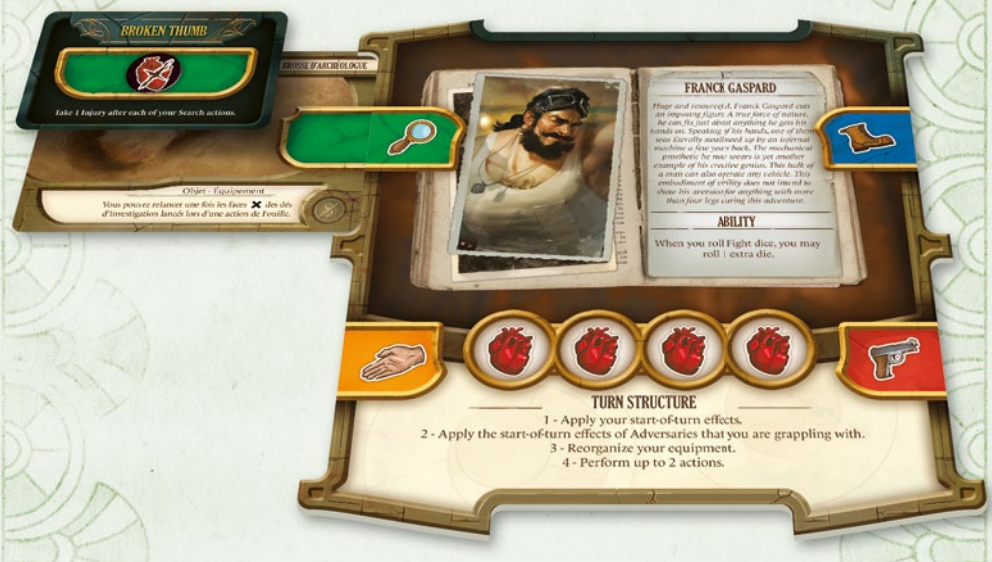 BROKEN THUMB
Take 1 Injury after each of your Search actions.
BROSSE D'ARCHÉOLOGUE
Objet - Équipement
Vous pouvez relancer une fois les faces ✖ des dés
d'Investigation lancés lors d'une action de Fouille.
FRANCK GASPARD
Huge and resourceful, Franck Gaspard cuts
an imposing figure. A true force of nature,
he can fix just about anything he gets his
hands on. Speaking of his hands, one of them
was literally swallowed up by an infernal
machine a few years back. The mechanical
prosthetic he now wears is yet another
example of his creative genius. This hulk of
a man can also operate any vehicle. This
embodiment of virility does not intend to
show his aversion for anything with more
than four legs during this adventure.
ABILITY
When you roll Fight dice, you may
roll 1 extra die.
TURN STRUCTURE
1 - Apply your start-of-turn effects.
2 - Apply the start-of-turn effects of Adversaries that you are grappling with.
3 - Reorganize your equipment.
4 - Perform up to 2 actions.